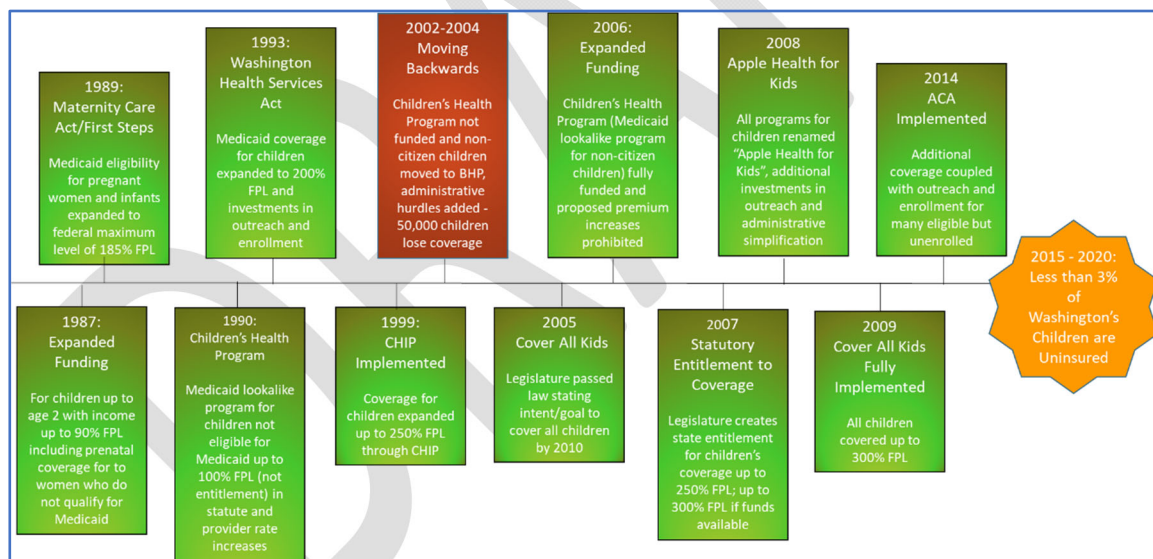 1989:
Maternity Care
Act/First Steps
Medicaid eligibility
for pregnant
women and infants
expanded to
federal maximum
level of 185% FPL
1993:
Washington
Health Services
Act
Medicaid coverage
for children
expanded to 200%
FPL and
investments in
outreach and
enrollment
2002-2004
Moving
Backwards
Children's Health
Program not
funded and non-
citizen children
moved to BHP,
administrative
hurdles added -
50,000 children
lose coverage
2006:
Expanded
Funding
Children's Health
Program (Medicaid
lookalike program
for non-citizen
children) fully
funded and
proposed premium
increases
prohibited
2008
Apple Health for
Kids
All programs for
children renamed
"Apple Health for
Kids", additional
investments in
outreach and
administrative
simplification
2014
ACA
Implemented
Additional
coverage coupled
with outreach and
enrollment for
many eligible but
unenrolled
2015 - 2020:
Less than 3%
of
Washington's
Children are
Uninsured
1987:
Expanded
Funding
For children up to
age 2 with income
up to 90% FPL
including prenatal
coverage for to
women who do
not qualify for
Medicaid
1990:
Children's Health
Program
Medicaid lookalike
program for
children not
eligible for
Medicaid up to
100% FPL (not
entitlement) in
statute and
provider rate
increases
1999:
CHIP
Implemented
Coverage for
children expanded
up to 250% FPL
through CHIP
2005
Cover All Kids
Legislature passed
law stating
intent/goal to
cover all children
by 2010
2007
Statutory
Entitlement to
Coverage
Legislature creates
state entitlement
for children's
coverage up to
250% FPL; up to
300% FPL if funds
available
2009
Cover All Kids
Fully
Implemented
All children
covered up to
300% FPL